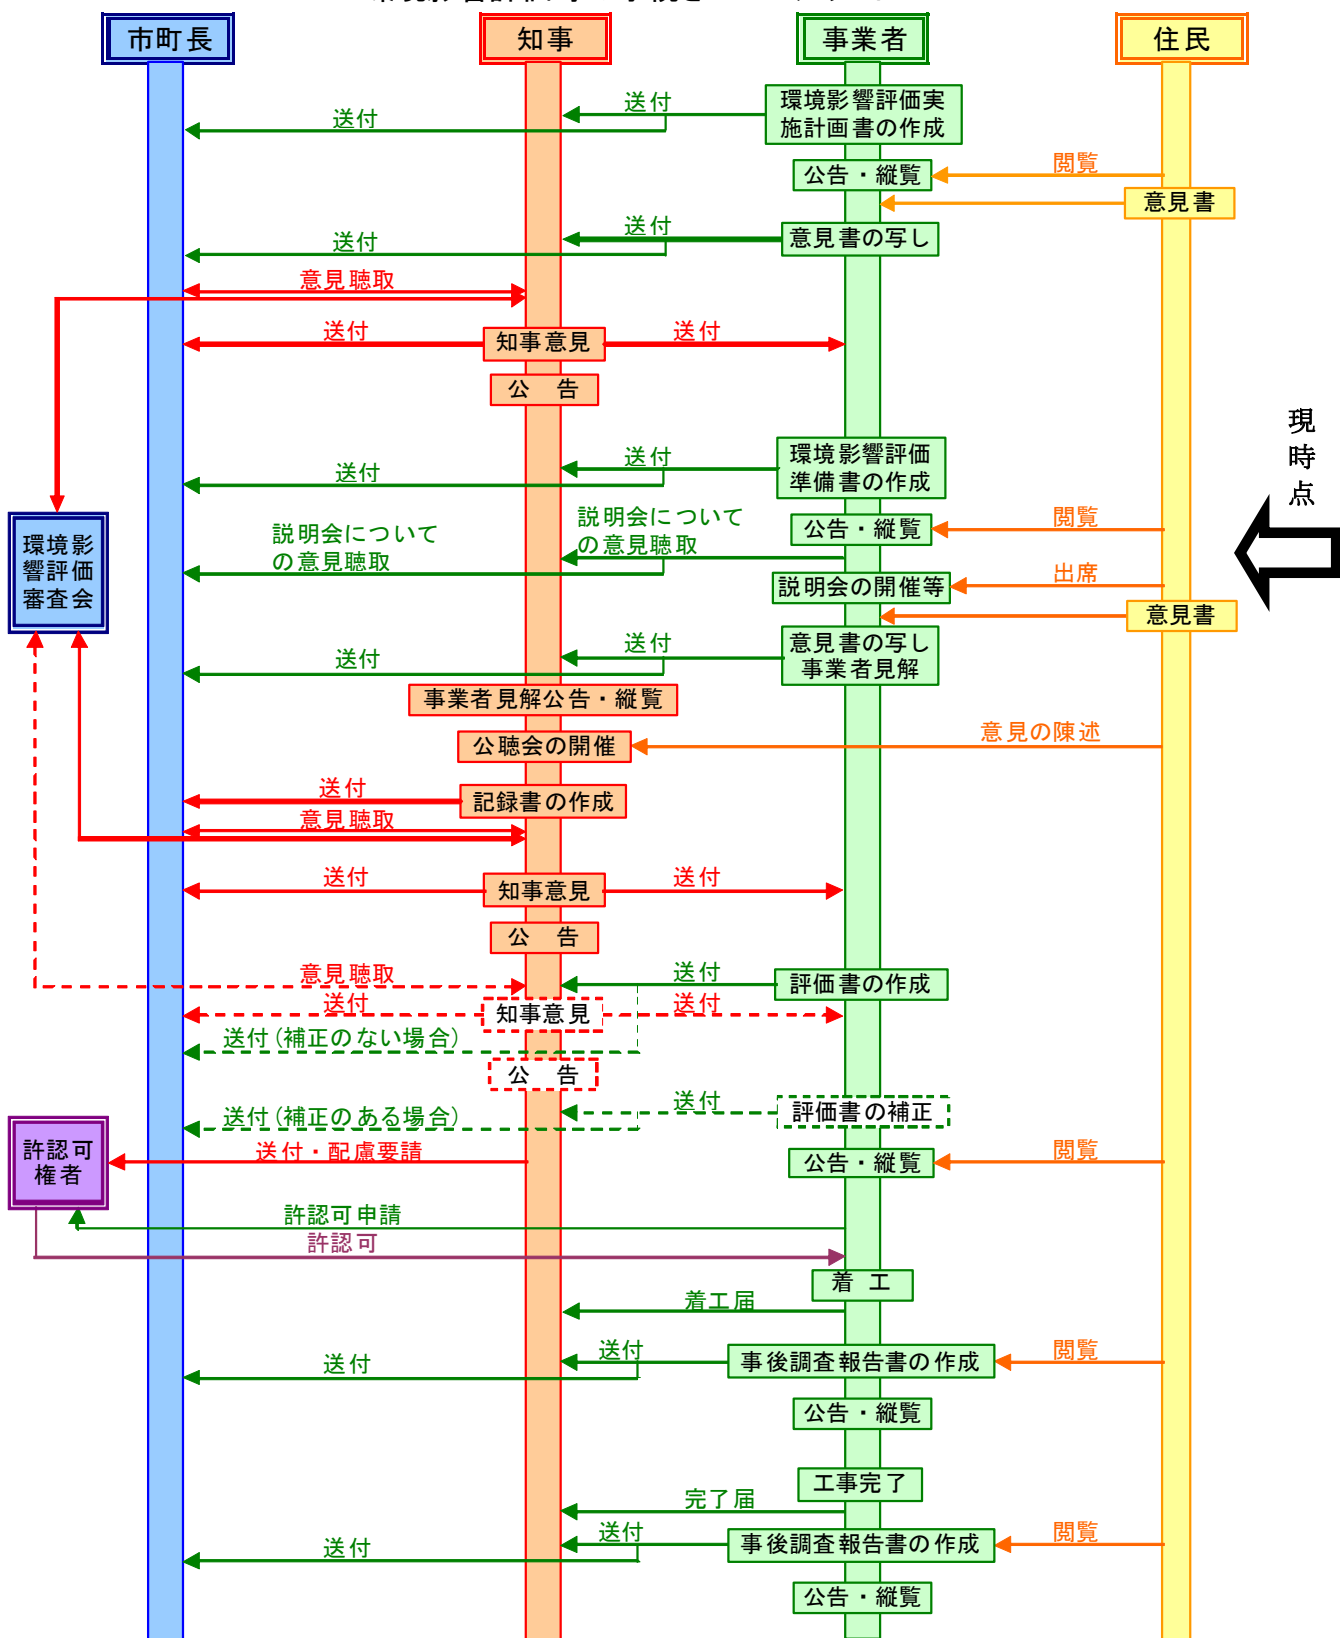 市町長
知事
事業者
住民
環境影響評価実
施計画書の作成
送付
送付
公告・縦覧
閲覧
意見書
意見書の写し
送付
送付
意見聴取
知事意見
送付
送付
公　告
現時点
環境影響評価
準備書の作成
送付
送付
公告・縦覧
閲覧
説明会について
の意見聴取
説明会について
の意見聴取
環境影
響評価
審査会
説明会の開催等
出席
意見書
意見書の写し
事業者見解
送付
送付
事業者見解公告・縦覧
公聴会の開催
意見の陳述
記録書の作成
送付
意見聴取
知事意見
送付
送付
公　告
評価書の作成
送付
意見聴取
知事意見
送付
送付
送付(補正のない場合)
公　告
評価書の補正
送付
送付(補正のある場合)
許認可
権者
送付・配慮要請
公告・縦覧
閲覧
許認可申請
許認可
着 工
着工届
事後調査報告書の作成
送付
送付
閲覧
公告・縦覧
工事完了
完了届
事後調査報告書の作成
送付
送付
閲覧
公告・縦覧